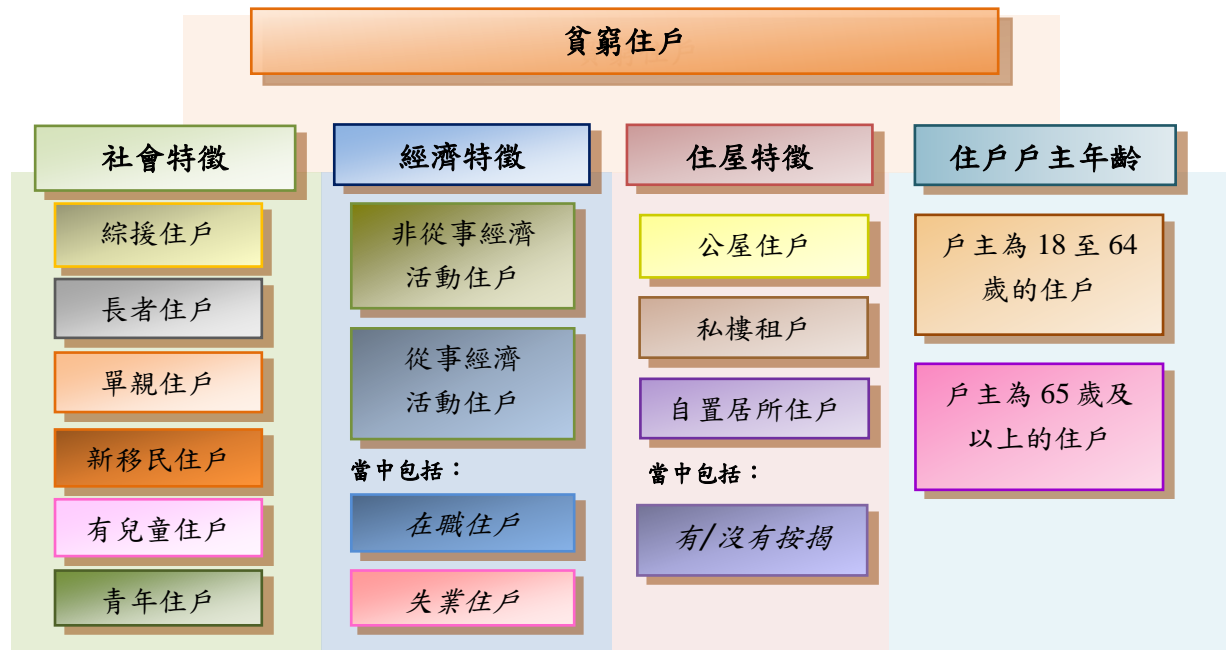 貧窮住戶
社會特徵
綜援住戶
長者住戶
單親住戶
新移民住戶
有兒童住戶
青年住戶
經濟特徵
非從事經濟
活動住戶
從事經濟
活動住戶
當中包括：
在職住戶
失業住戶
住屋特徵
公屋住戶
私樓租戶
自置居所住戶
當中包括：
有/沒有按揭
住戶戶主年齡
戶主為 18 至 64
歲的住戶
戶主為 65 歲及
以上的住戶